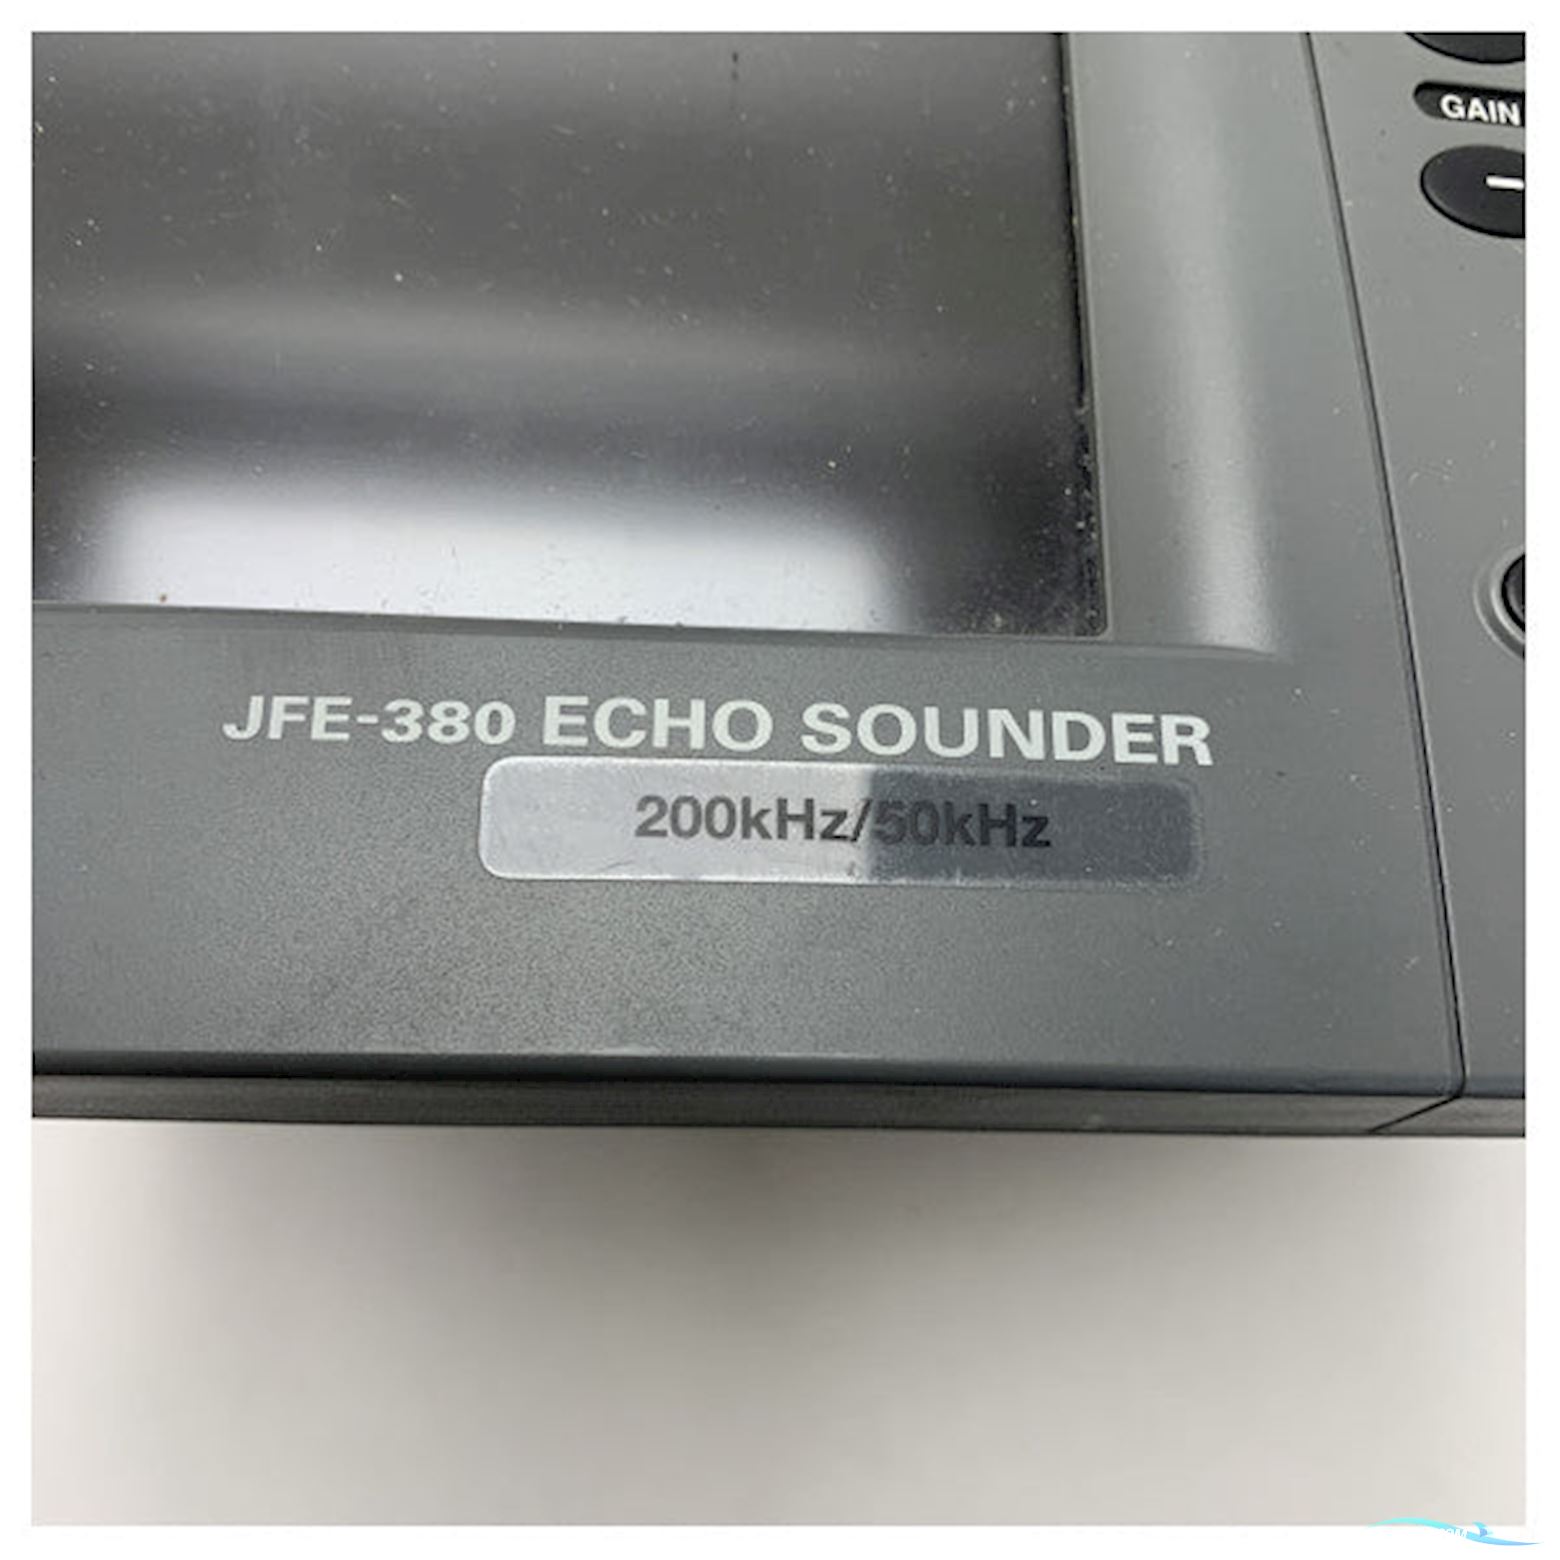 GAIN
−
JFE-380 ECHO SOUNDER
200kHz/50kHz